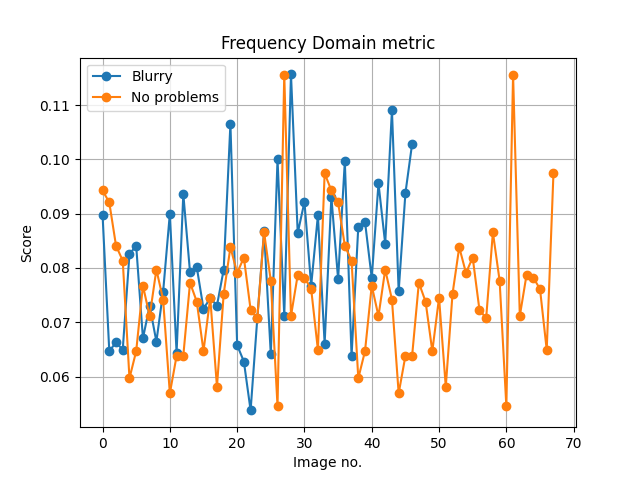 Frequency Domain metric
Blurry
No problems
0.11
0.10
0.09
0.08
0.07
0.06
Score
0 10 20 30 40 50 60 70
Image no.